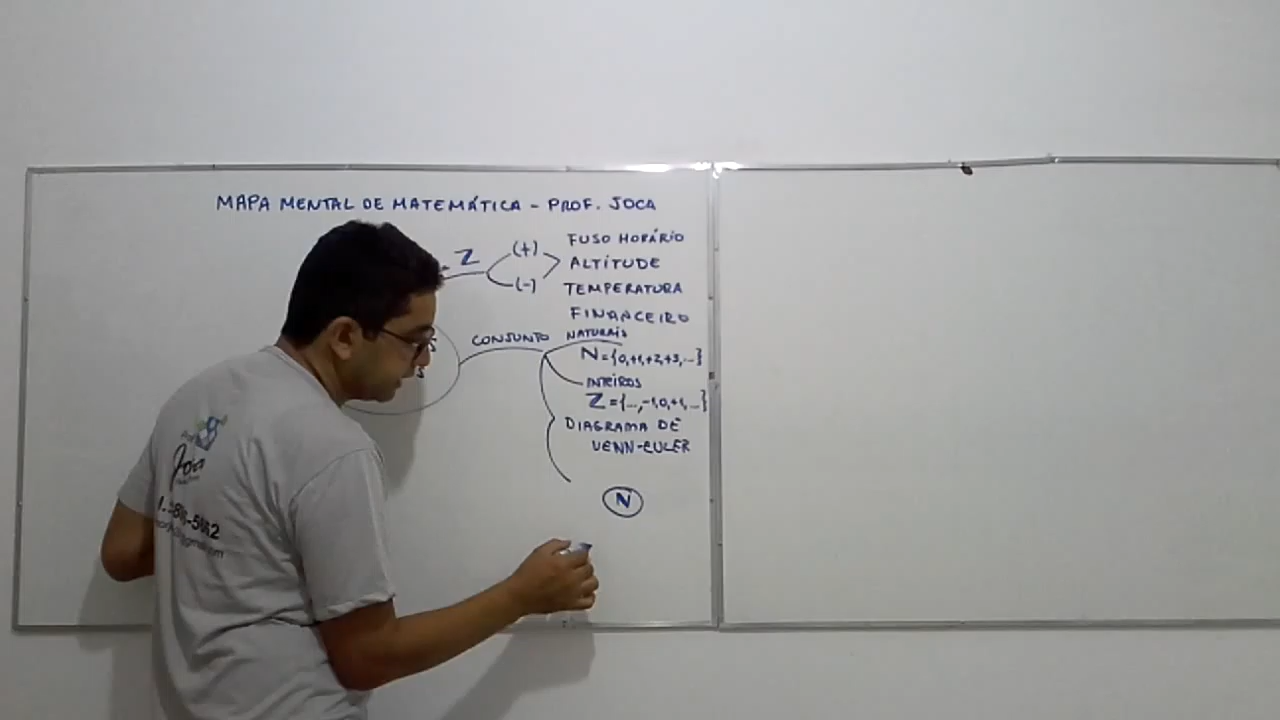 MAPA MENTAL DE MATEMÁTICA - PROF. JOCA
Z
(+)
(-)
FUSO HORÁRIO
ALTITUDE
TEMPERATURA
FINANCEIRO
CONJUNTO
NATURAIS
N={0,+1,+2,+3,...}
INTEIROS
Z={...,-1,0,+1,...}
DIAGRAMA DE
VENN-EULER
N
Joca